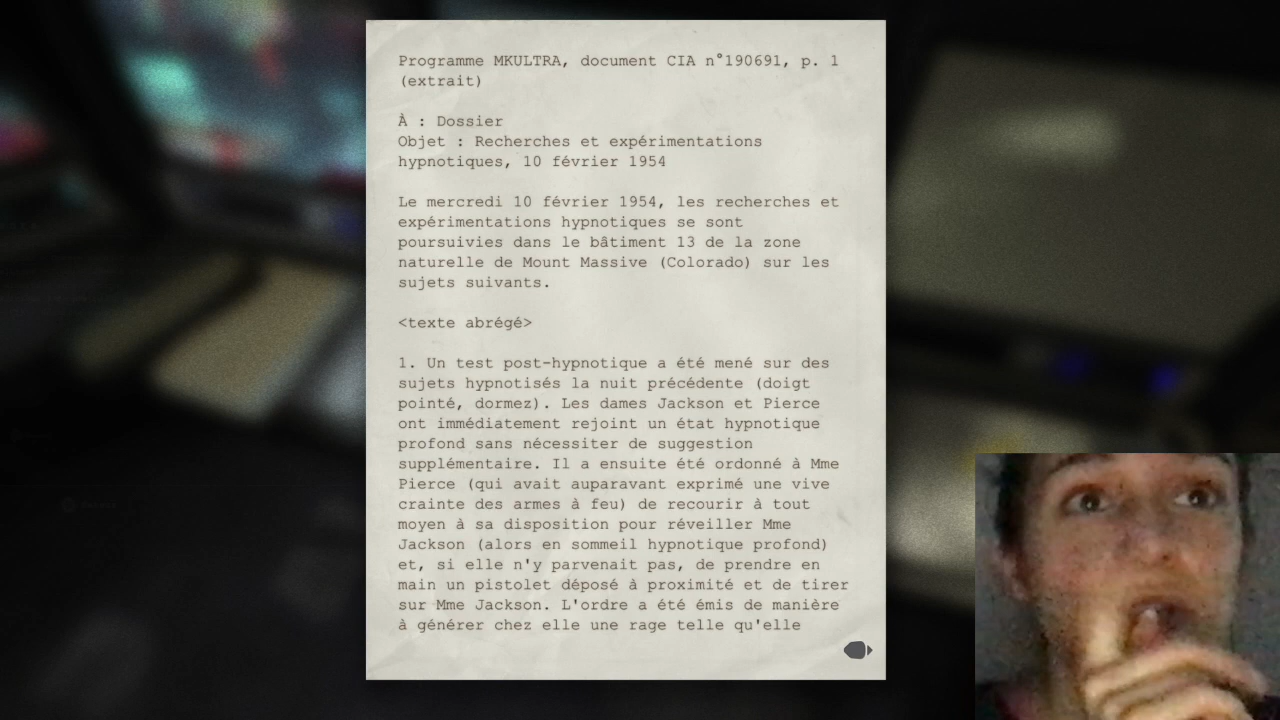 Programme MKULTRA, document CIA n°190691, p. 1
(extrait)
À : Dossier
Objet : Recherches et expérimentations
hypnotiques, 10 février 1954
Le mercredi 10 février 1954, les recherches et
expérimentations hypnotiques se sont
poursuivies dans le bâtiment 13 de la zone
naturelle de Mount Massive (Colorado) sur les
sujets suivants.
<texte abrégé>
1. Un test post-hypnotique a été mené sur des
sujets hypnotisés la nuit précédente (doigt
pointé, dormez). Les dames Jackson et Pierce
ont immédiatement rejoint un état hypnotique
profond sans nécessiter de suggestion
supplémentaire. Il a ensuite été ordonné à Mme
Pierce (qui avait auparavant exprimé une vive
crainte des armes à feu) de recourir à tout
moyen à sa disposition pour réveiller Mme
Jackson (alors en sommeil hypnotique profond)
et, si elle n'y parvenait pas, de prendre en
main un pistolet déposé à proximité et de tirer
sur Mme Jackson. L'ordre a été émis de manière
à générer chez elle une rage telle qu'elle